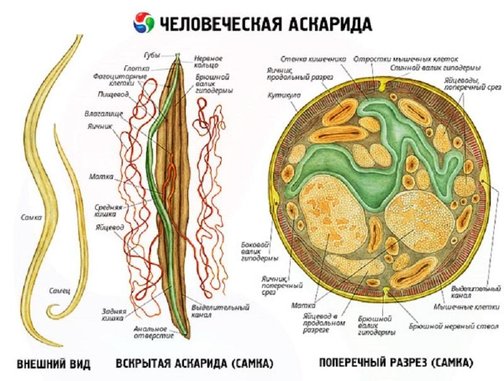 ЧЕЛОВЕЧЕСКАЯ АСКАРИДА
Самка
Самец
ВНЕШНИЙ ВИД
Губы
Глотка
Фагоцитарные
клетки
Пищевод
Влагалище
Яичник
Матка
Средняя
кишка
Яйцевод
Задняя
кишка
Анальное
отверстие
Нервное
кольцо
Брюшной
валик
гиподермы
Выделительный
канал
ВСКРЫТАЯ АСКАРИДА (САМКА)
Стенка кишечника
Яичник,
продольный разрез
Кутикула
Отростки мышечных клеток
Спинной валик гиподермы
Яйцеводы,
поперечный срез
Боковой
валик
гиподермы
Яичник,
поперечный
срез
Матка
Яйцевод в
продольном
разрезе
Брюшной
валик
гиподермы
Брюшной нервный ствол
Мышечные клетки
Выделительный
канал
ПОПЕРЕЧНЫЙ РАЗРЕЗ (САМКА)